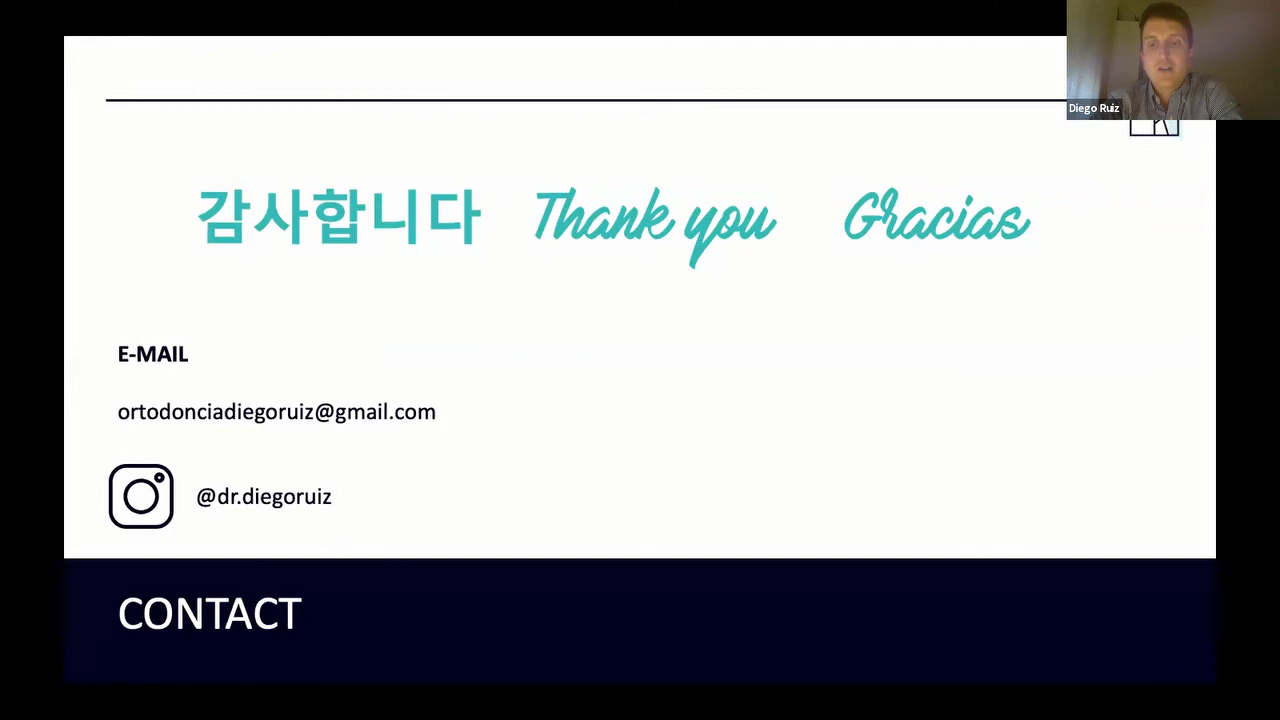 Diego Ruiz
감사합니다 Thank you Gracias
E-MAIL
ortodonciadiegoruiz@gmail.com
@dr.diegoruiz
CONTACT